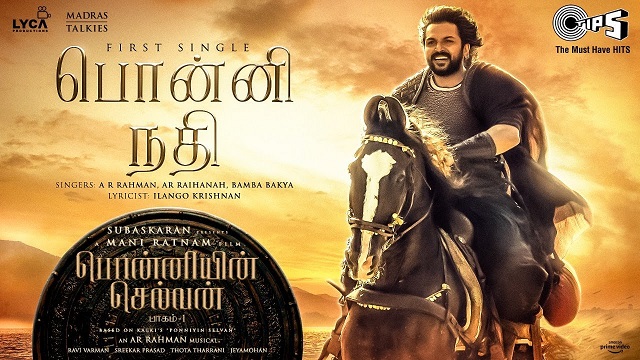 LYCA
PRODUCTIONS
MADRAS
TALKIES
TIPS
The Must Have HITS
FIRST SINGLE
பொன்னி
நதி
SINGERS: A R RAHMAN, AR RAIHANAH, BAMBA BAKYA
LYRICIST: ILANGO KRISHNAN
SUBASKARAN PRESENTS
A MANI RATNAM FILM
பொன்னியின்
செல்வன்
பாகம்-1
BASED ON KALKI'S "PONNIYIN SELVAN"
AN AR RAHMAN MUSICAL
RAVI VARMAN SREEKAR PRASAD THOTA THARRANI JEYAMOHAN
amazon
prime video